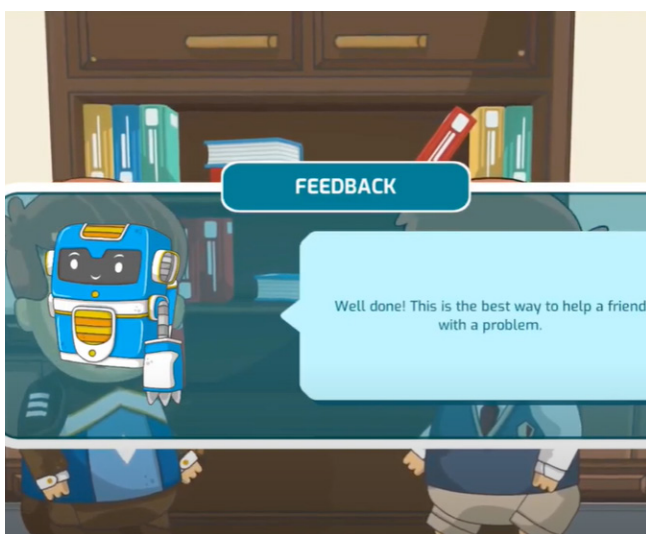 FEEDBACK
Well done! This is the best way to help a friend
with a problem.